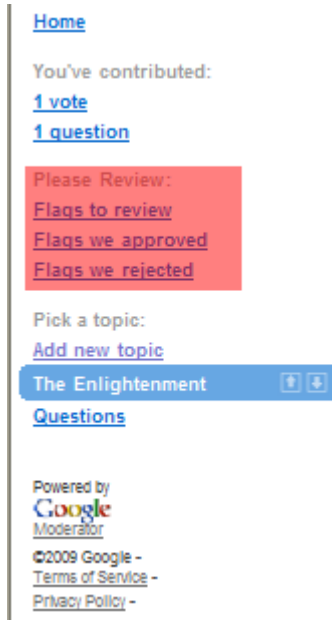 Home
You've contributed:
1 vote
1 question
Please Review:
Flags to review
Flags we approved
Flags we rejected
Pick a topic:
Add new topic
The Enlightenment
Questions
Powered by
Google
Moderator
©2009 Google -
Terms of Service -
Privacy Policy -